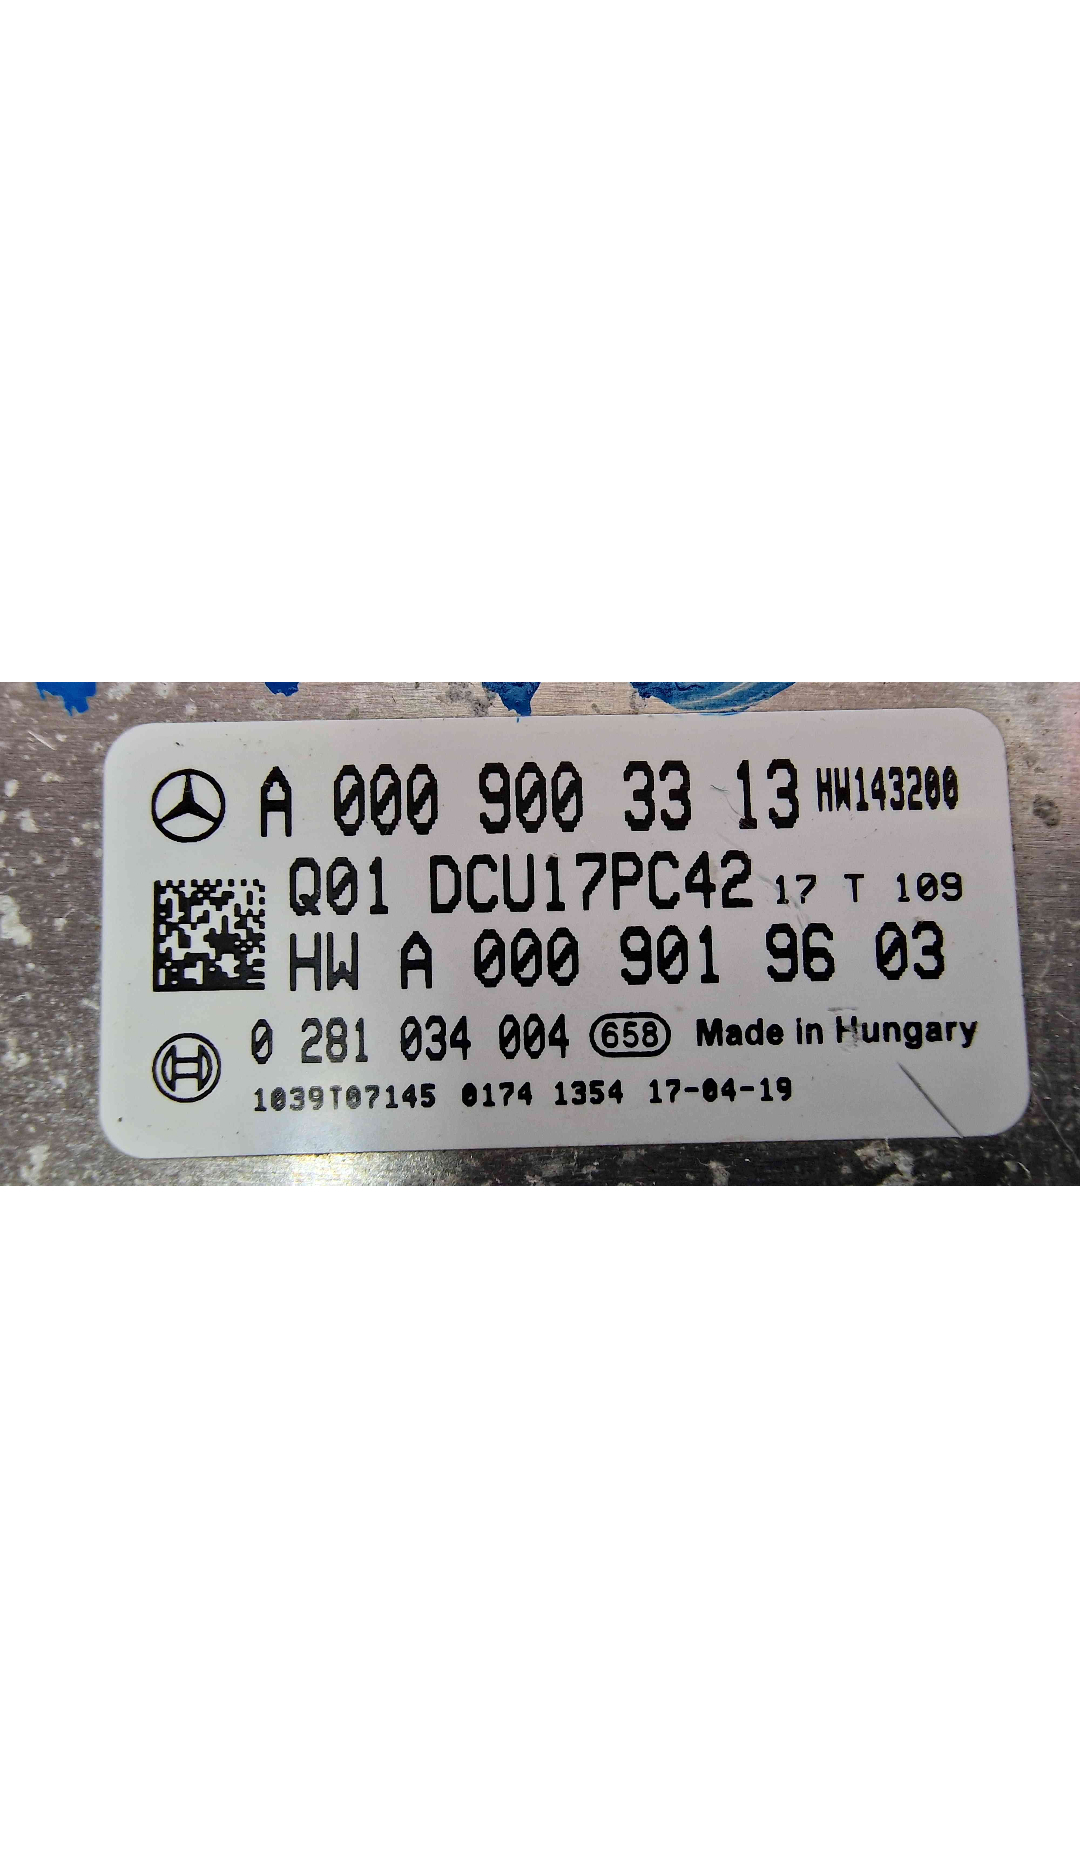 A 000 900 33 13 HW143200
Q01 DCU17PC42 17 T 109
HW A 000 901 96 03
0 281 034 004 658 Made in Hungary
1039T07145 0174 1354 17-04-19